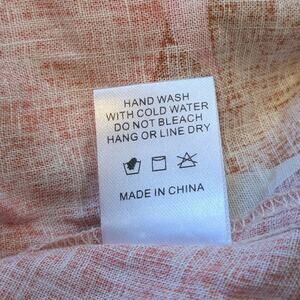 HAND WASH
WITH COLD WATER
DO NOT BLEACH
HANG OR LINE DRY
MADE IN CHINA